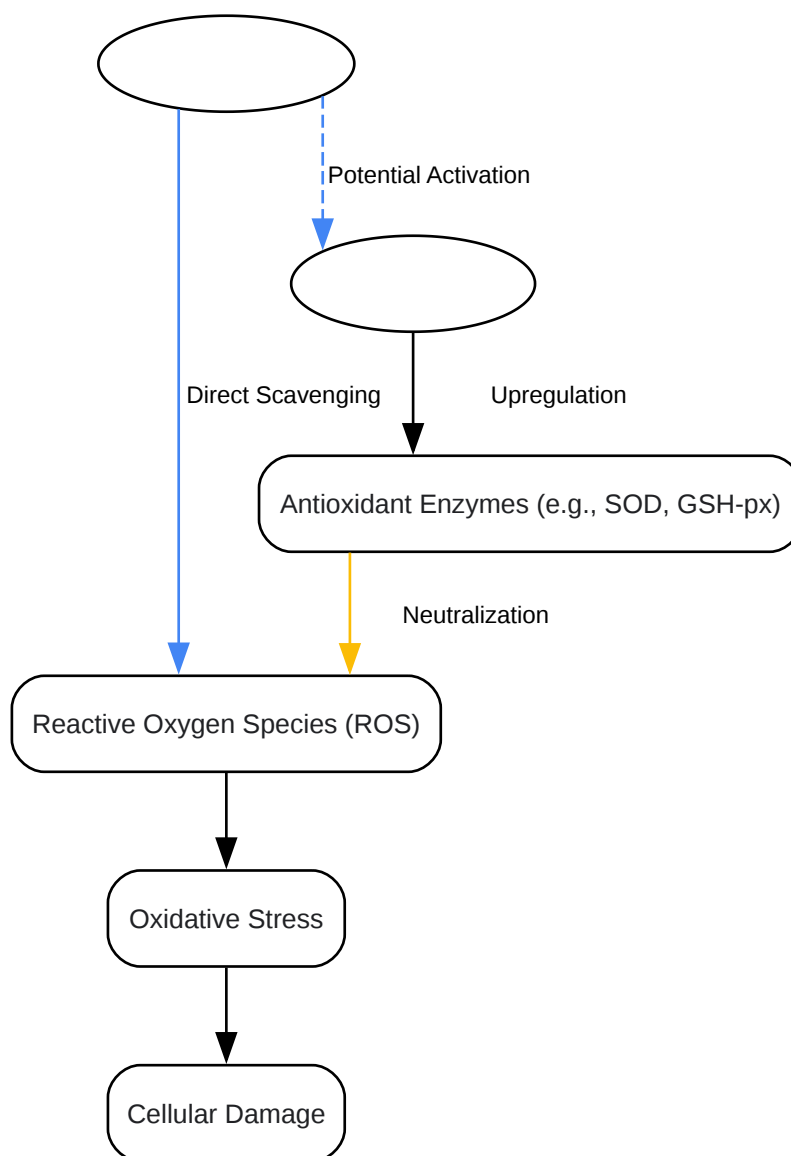 Potential Activation
Direct Scavenging
Upregulation
Antioxidant Enzymes (e.g., SOD, GSH-px)
Neutralization
Reactive Oxygen Species (ROS)
Oxidative Stress
Cellular Damage